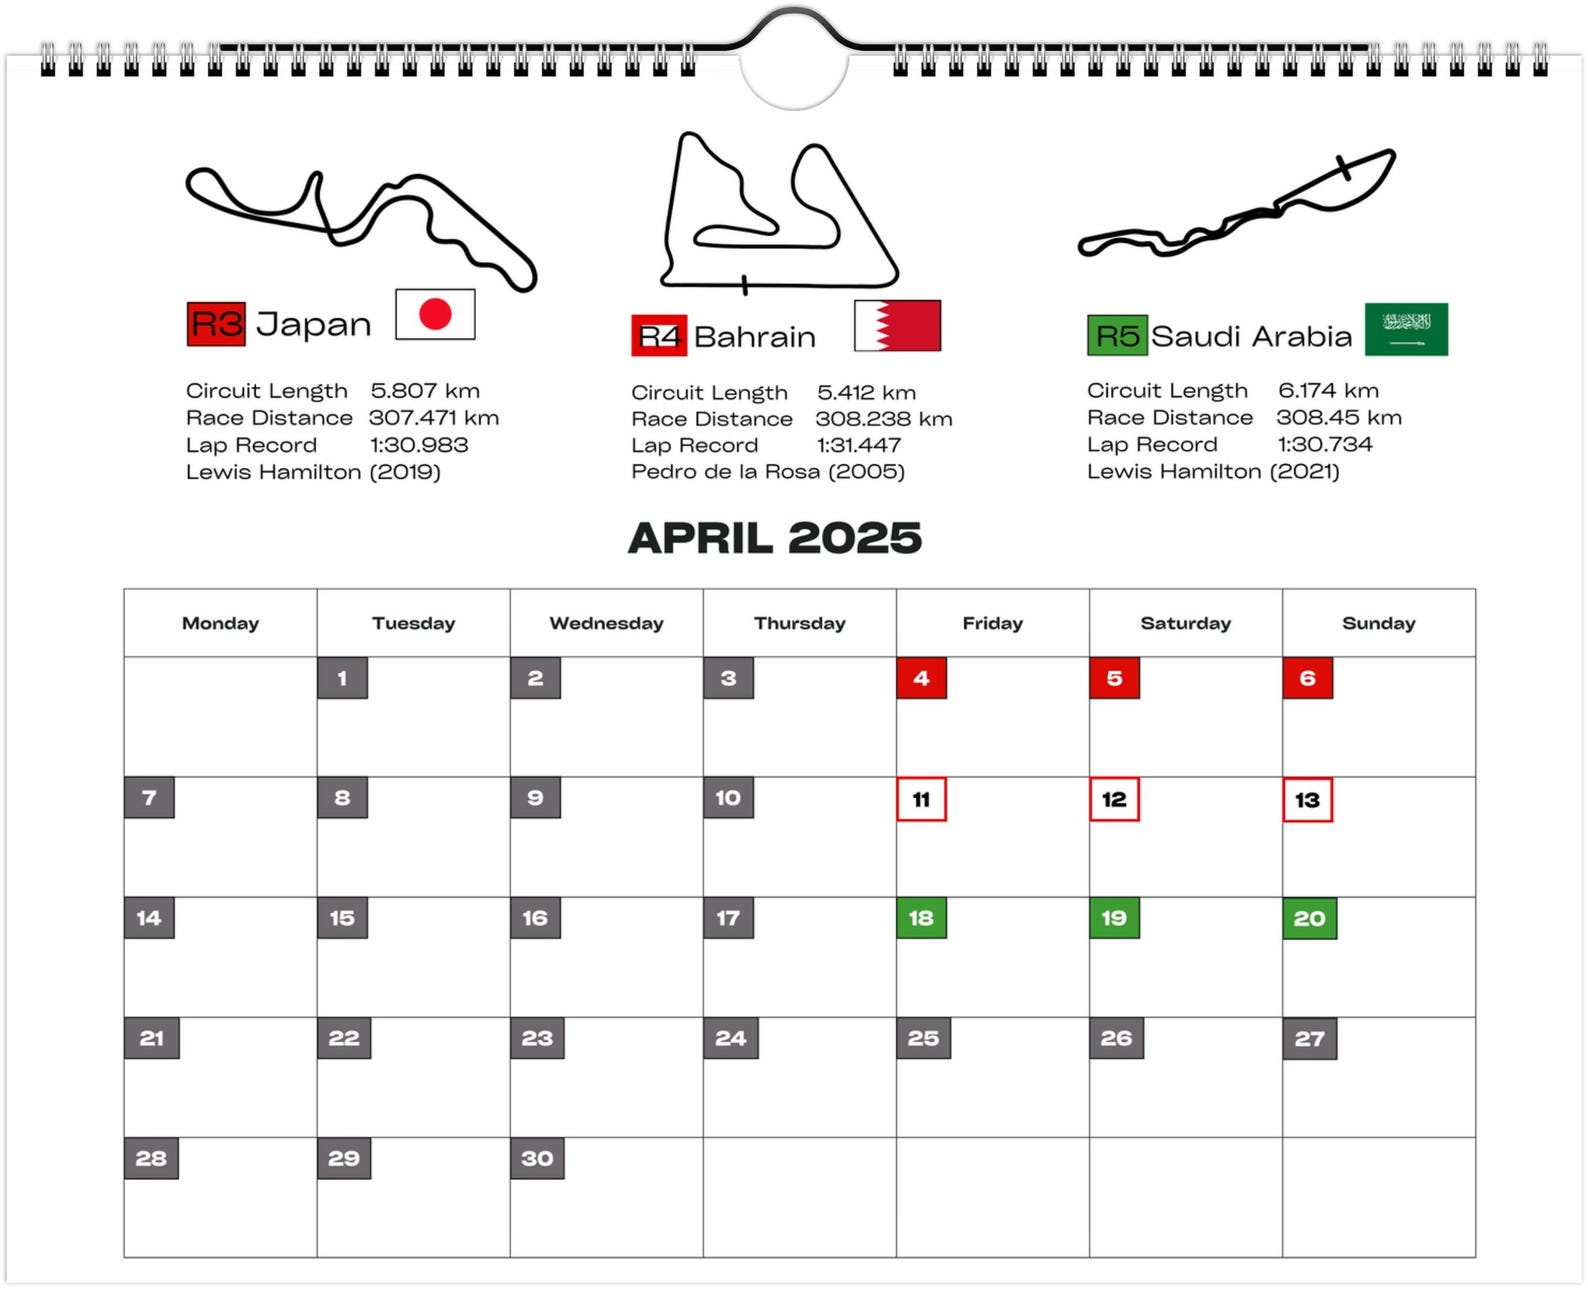 R3 Japan
Circuit Length 5.807 km
Race Distance 307.471 km
Lap Record 1:30.983
Lewis Hamilton (2019)
R4 Bahrain
Circuit Length 5.412 km
Race Distance 308.238 km
Lap Record 1:31.447
Pedro de la Rosa (2005)
R5 Saudi Arabia
Circuit Length 6.174 km
Race Distance 308.45 km
Lap Record 1:30.734
Lewis Hamilton (2021)
APRIL 2025
Monday Tuesday Wednesday Thursday Friday Saturday Sunday
1 2 3 4 5 6
7 8 9 10 11 12 13
14 15 16 17 18 19 20
21 22 23 24 25 26 27
28 29 30